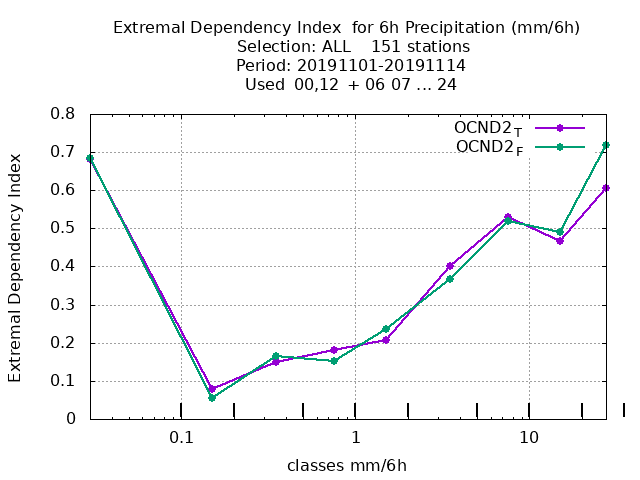 Extremal Dependency Index  for 6h Precipitation (mm/6h)
Selection: ALL    151 stations
Period: 20191101-20191114
Used  00,12  + 06 07 ... 24
OCND2T
OCND2F
0.8
0.7
0.6
0.5
0.4
0.3
0.2
0.1
0
Extremal Dependency Index
0.1
1
10
classes mm/6h